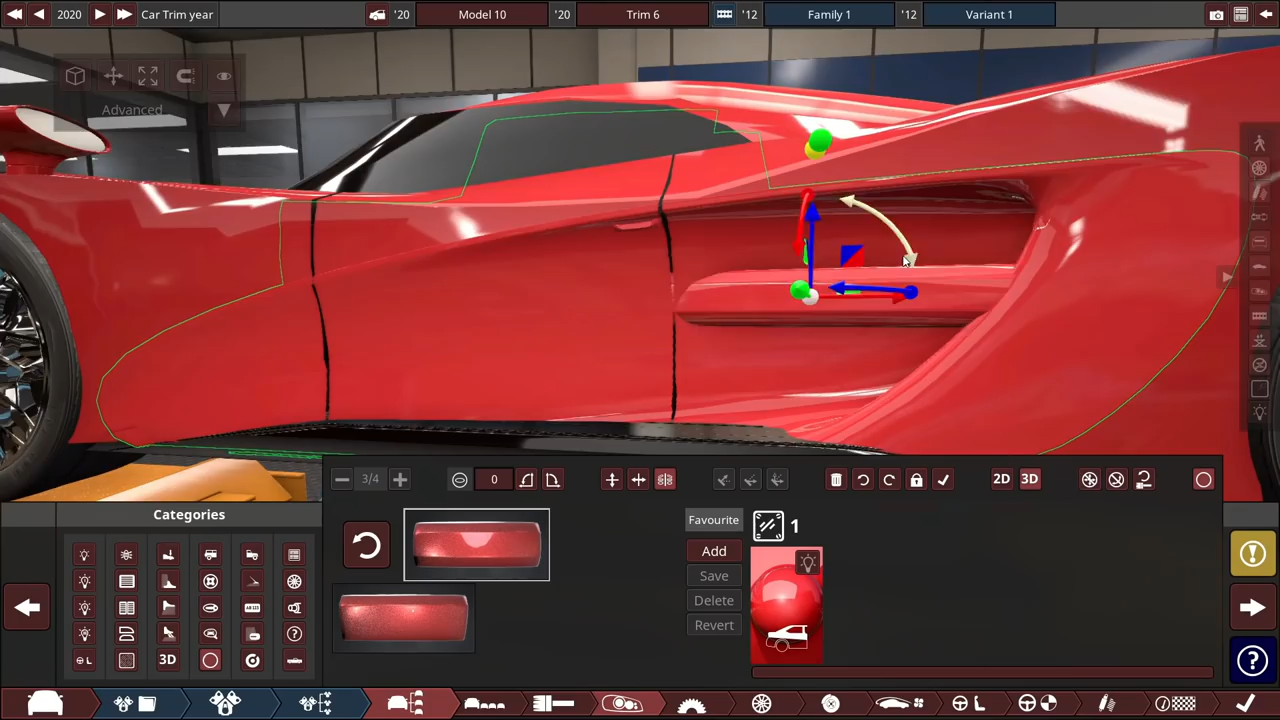 2020 Car Trim year '20 Model 10 '20 Trim 6 '12 Family 1 '12 Variant 1
Advanced
3/4 0 2D 3D
Categories
Favourite 1
Add
Save
Delete
Revert
3D
L